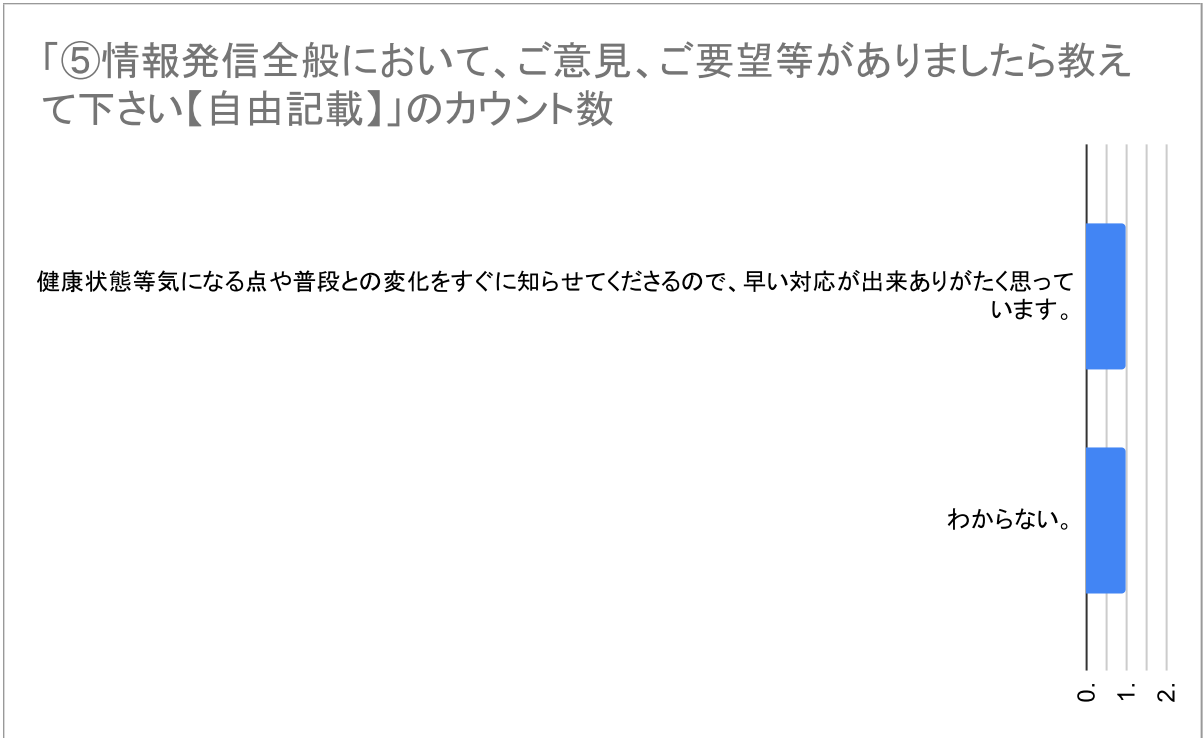 「⑤情報発信全般において、ご意見、ご要望等がありましたら教え
て下さい【自由記載】」のカウント数
健康状態等気になる点や普段との変化をすぐに知らせてくださるので、早い対応が出来ありがたく思って
います。
わからない。
0.
1.
2.